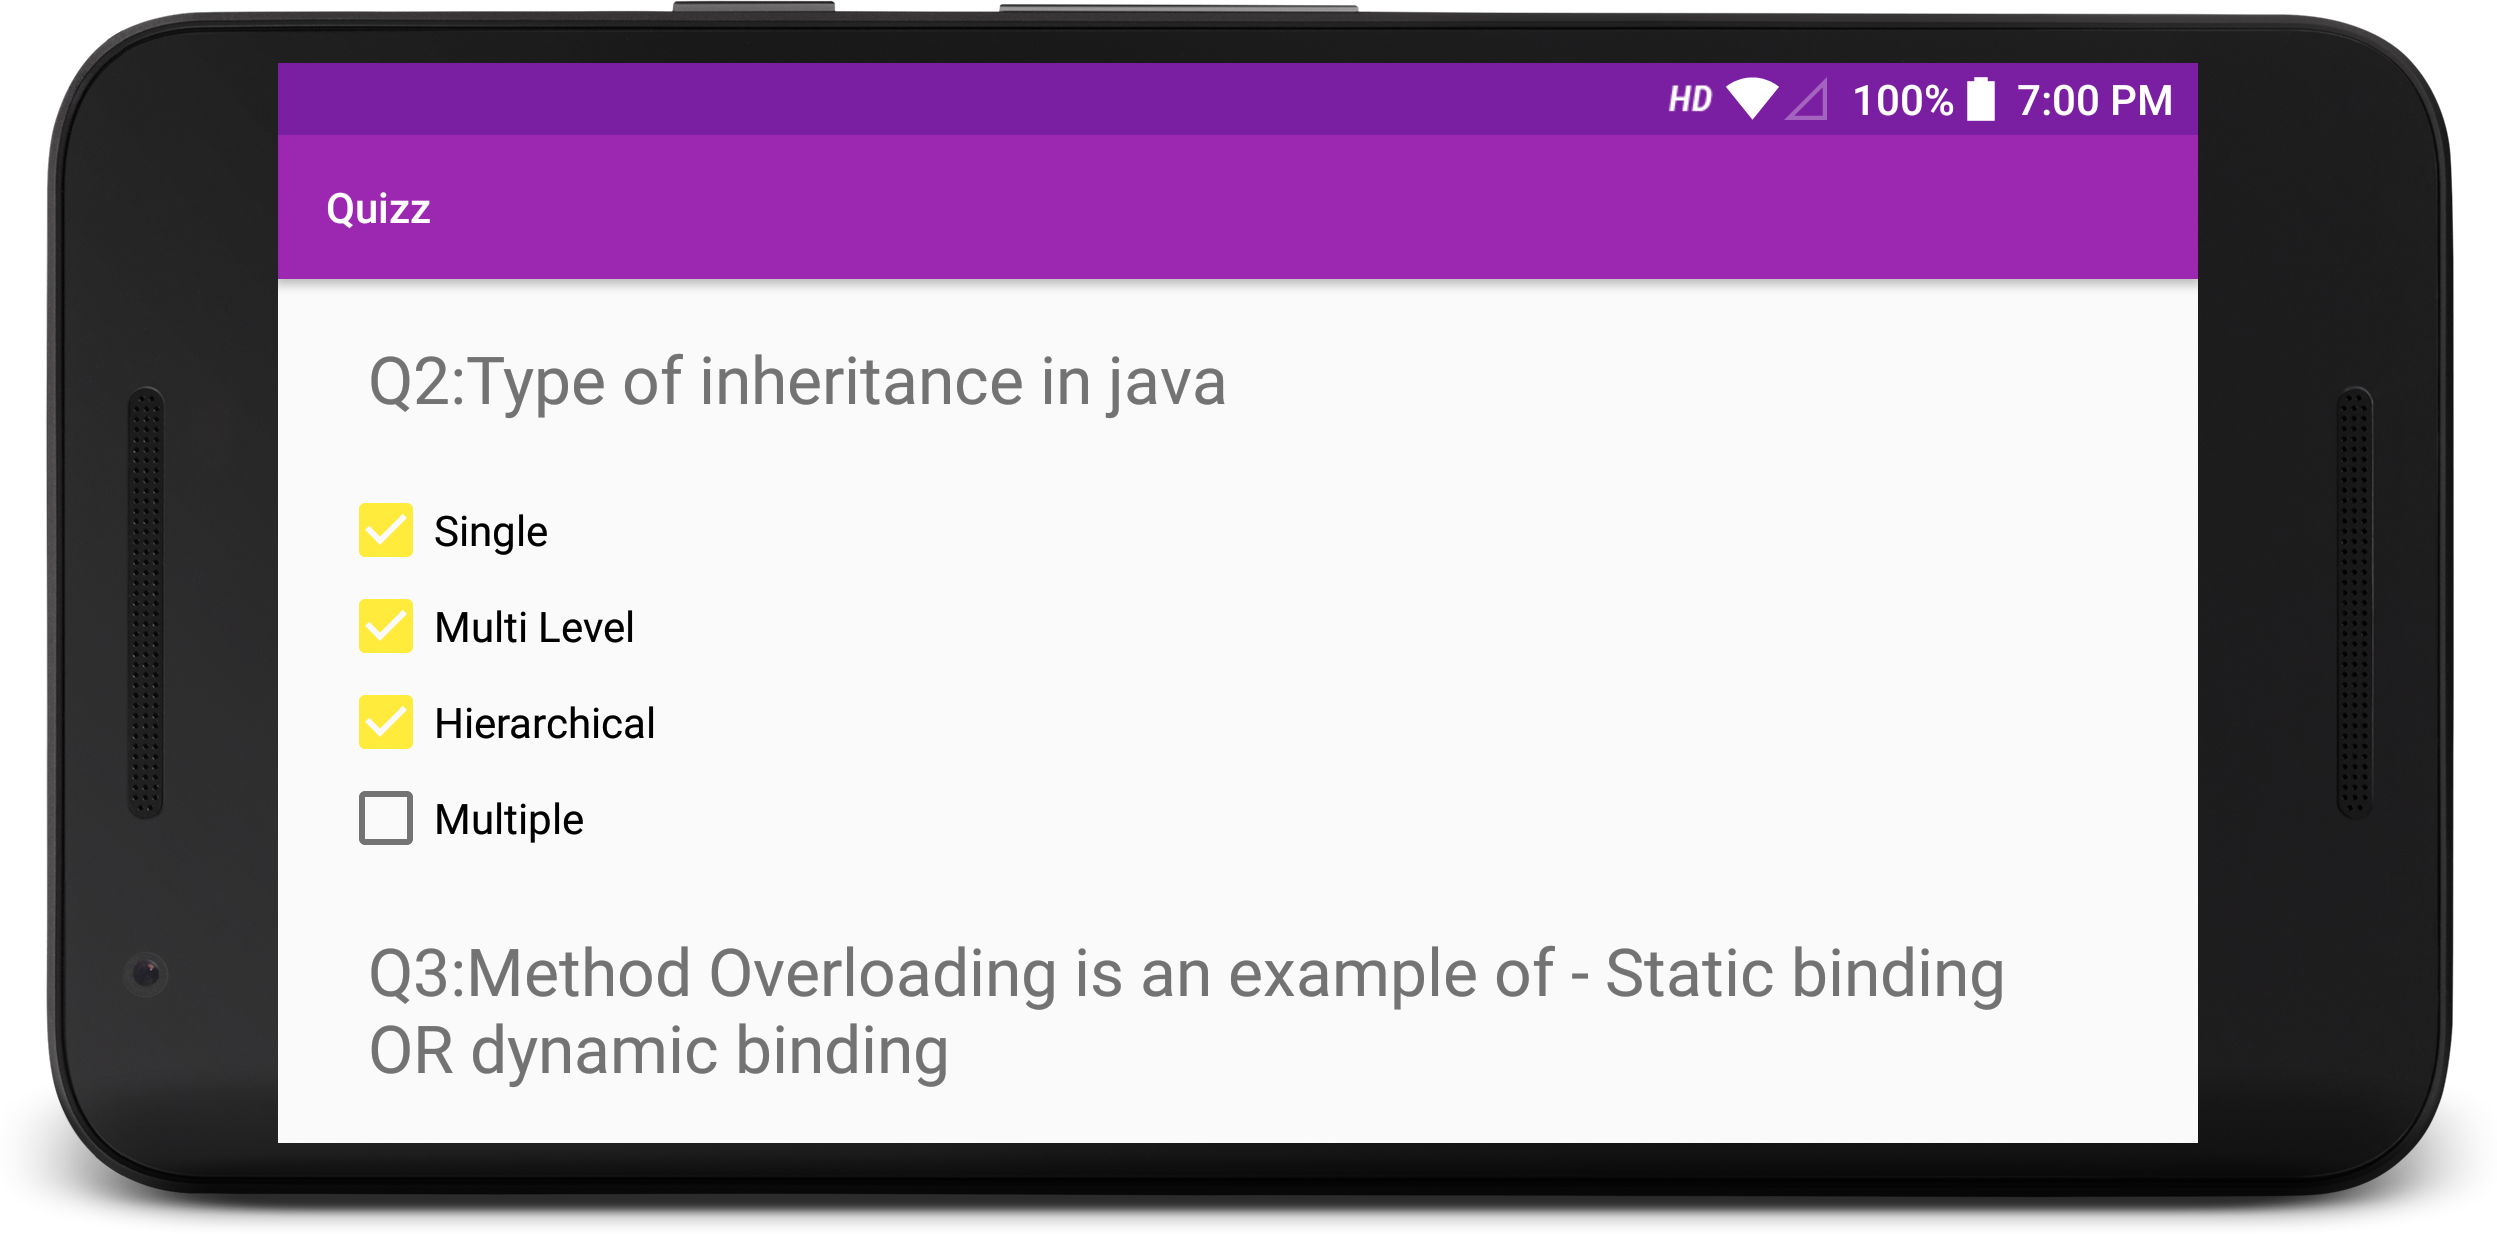 HD 100% 7:00 PM
Quizz
Q2:Type of inheritance in java
Single
Multi Level
Hierarchical
Multiple
Q3:Method Overloading is an example of - Static binding
OR dynamic binding